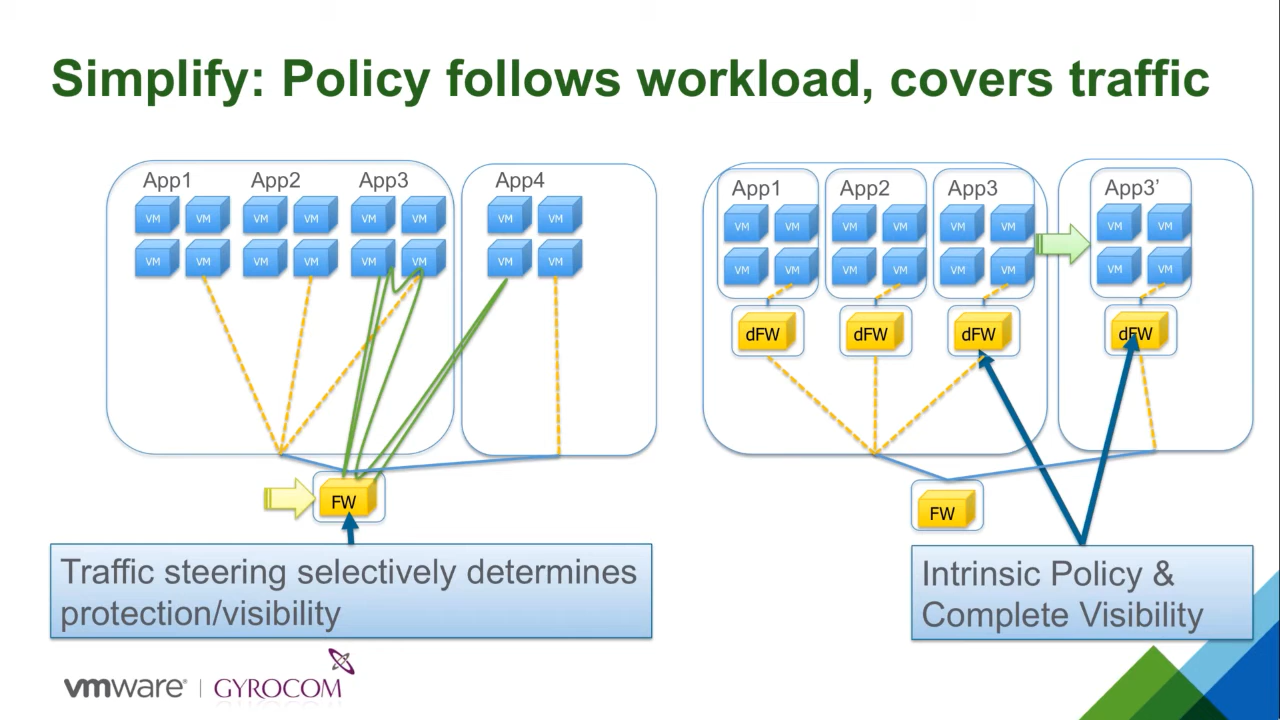 Simplify: Policy follows workload, covers traffic
App1 App2 App3 App4
VM VM VM VM VM VM VM VM
VM VM VM VM VM VM VM VM
FW
Traffic steering selectively determines
protection/visibility
App1 App2 App3 App3’
VM VM VM VM VM VM VM VM
VM VM VM VM VM VM VM VM
dFW dFW dFW dFW
FW
Intrinsic Policy &
Complete Visibility
vmware® | GYROCOM